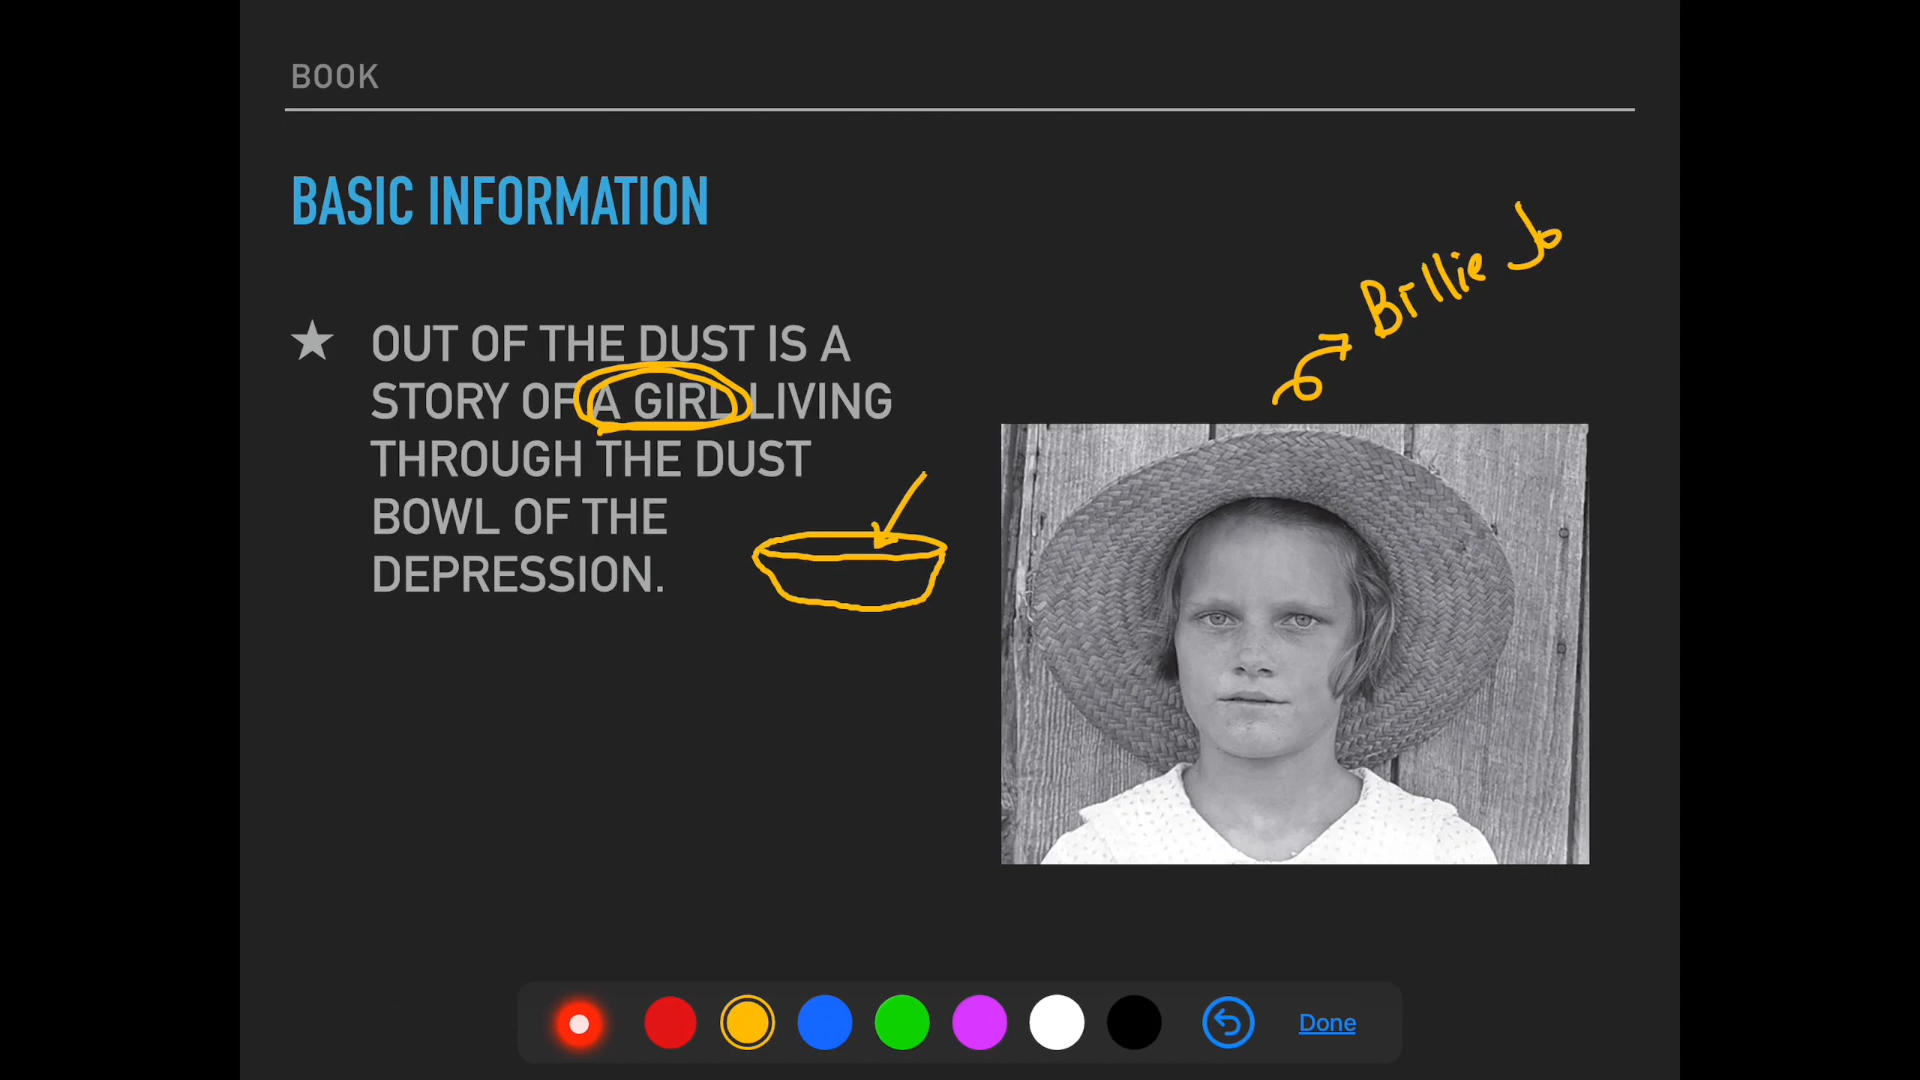 BOOK
BASIC INFORMATION
★ OUT OF THE DUST IS A
STORY OF A GIRL LIVING
THROUGH THE DUST
BOWL OF THE
DEPRESSION.
Brllie Jo
Done